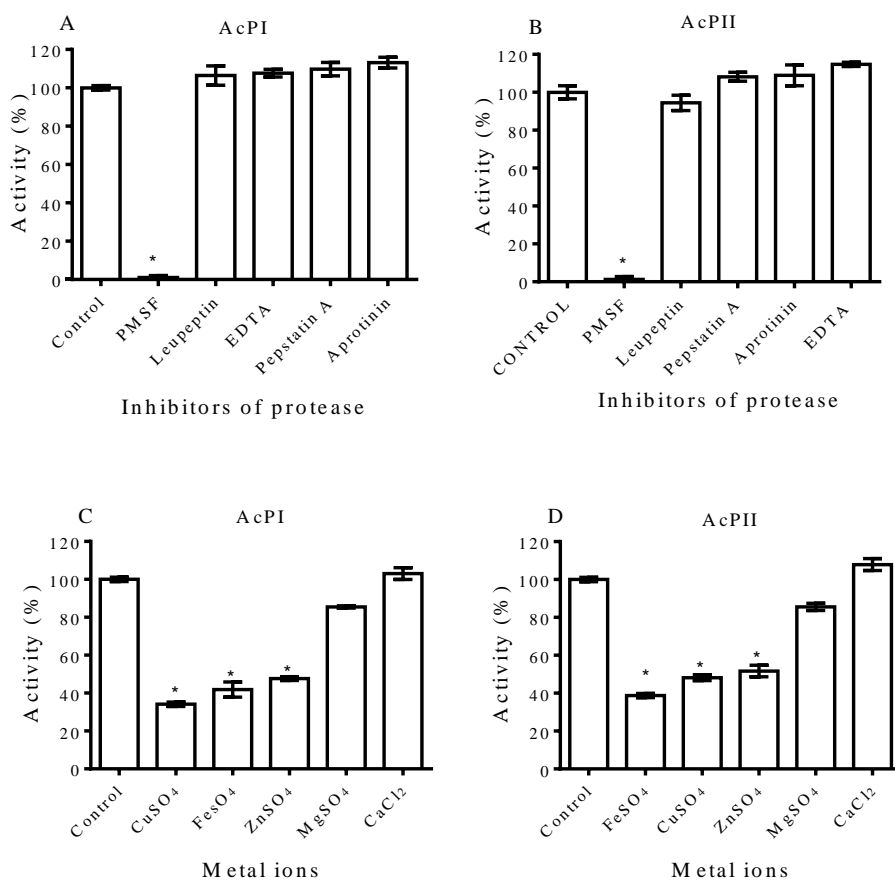 A
AcPI
120
100
80
60
40
20
0
Activity (%)
*
Control
PMSF
Leupeptin
EDTA
Pepstatin A
Aprotinin
Inhibitors of protease
B
AcPII
120
100
80
60
40
20
0
Activity (%)
*
CONTROL
PMSF
Leupeptin
Pepstatin A
Aprotinin
EDTA
Inhibitors of protease
C
AcPI
120
100
80
60
40
20
0
Activity (%)
*
*
*
Control
CuSO4
FesO4
ZnSO4
MgSO4
CaCl2
Metal ions
D
AcPII
120
100
80
60
40
20
0
Activity (%)
*
*
*
Control
FeSO4
CuSO4
ZnSO4
MgSO4
CaCl2
Metal ions